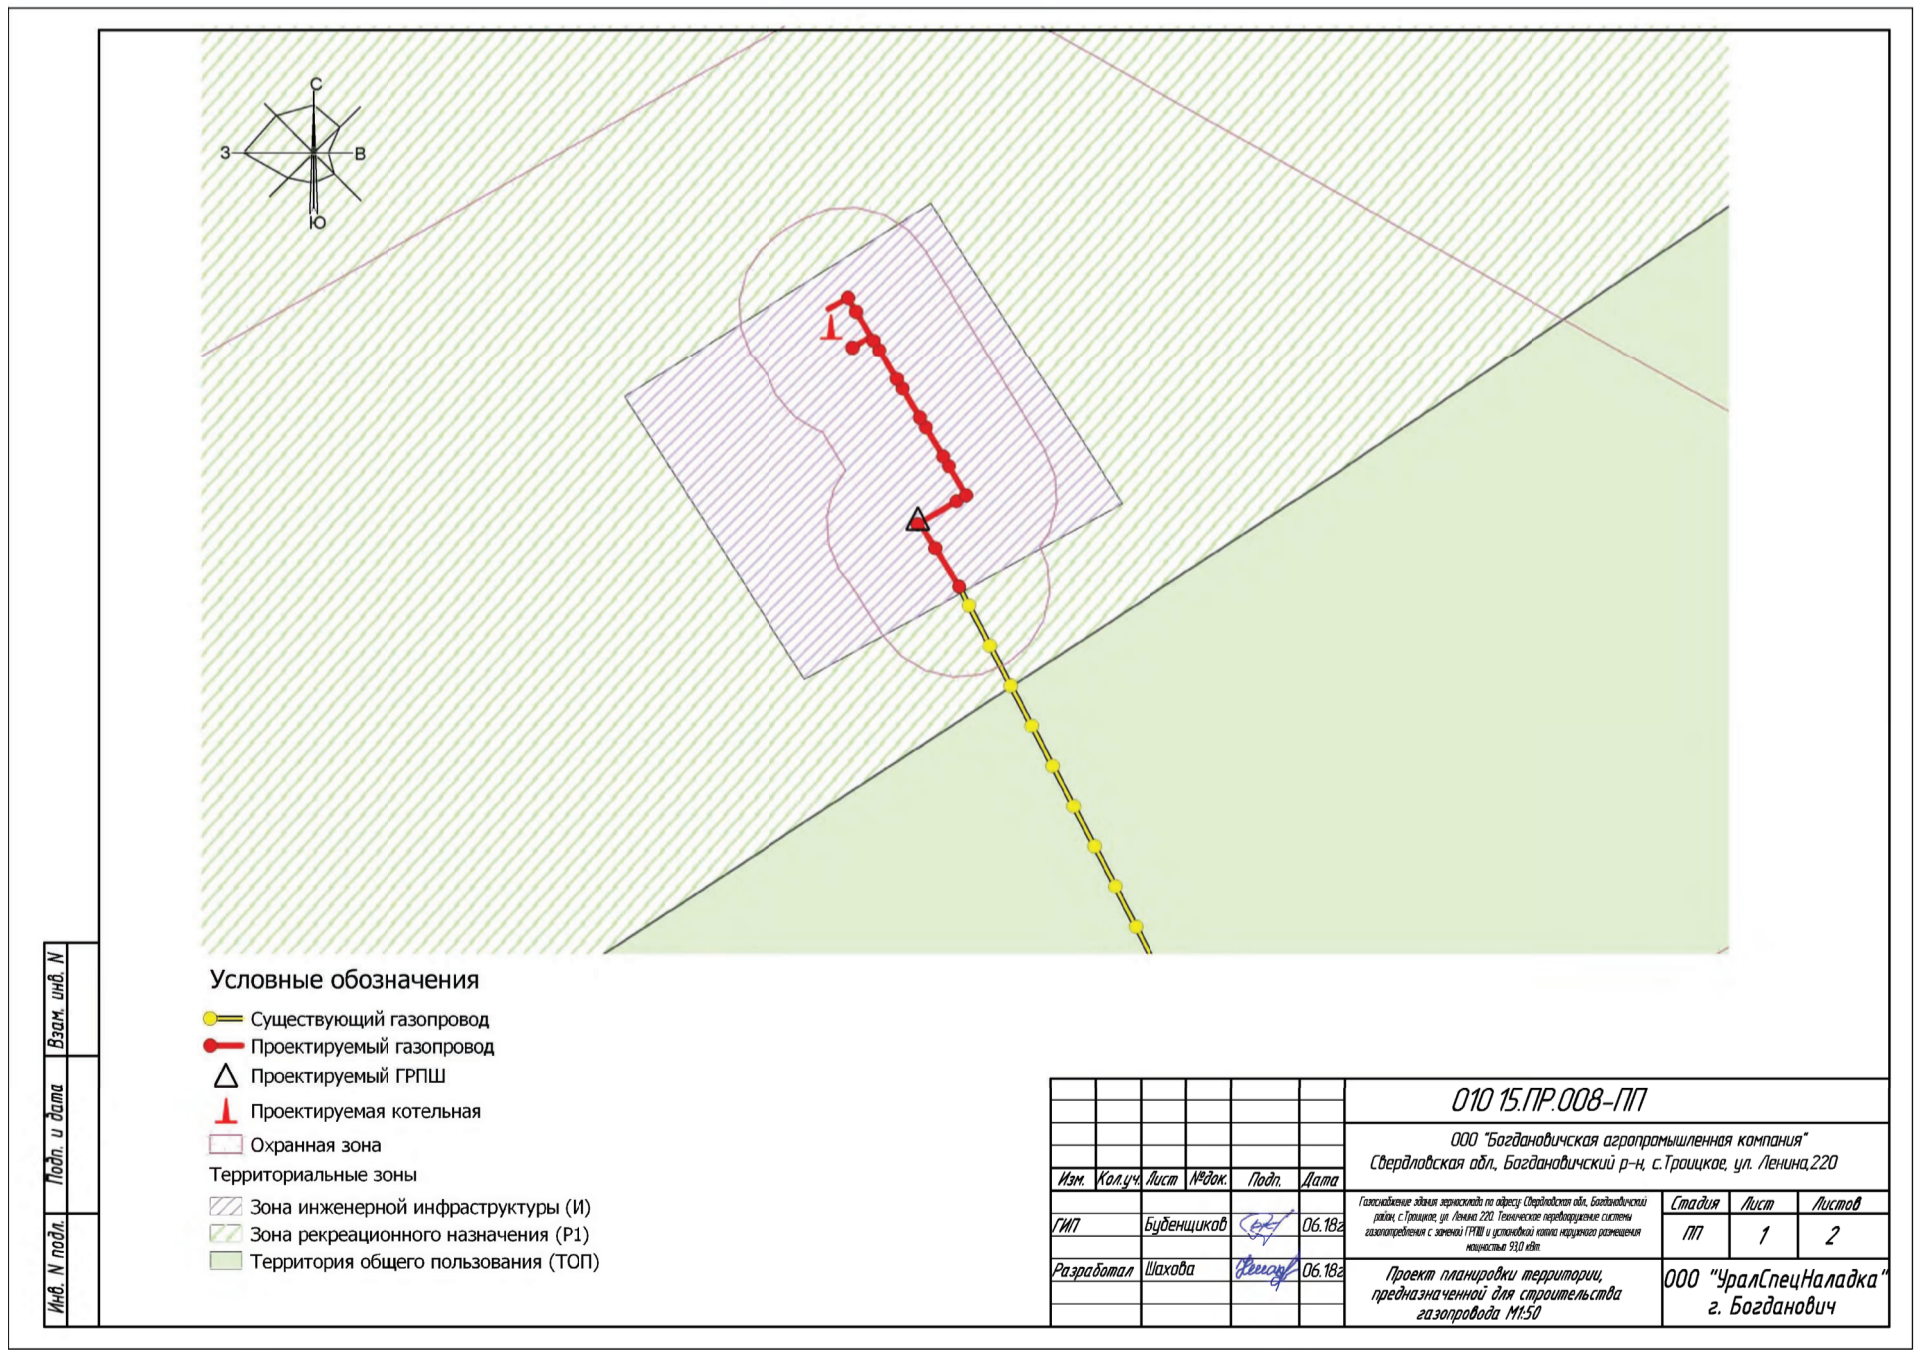 С
З
В
Ю
Условные обозначения
Существующий газопровод
Проектируемый газопровод
Проектируемый ГРПШ
Проектируемая котельная
Охранная зона
Территориальные зоны
Зона инженерной инфраструктуры (И)
Зона рекреационного назначения (Р1)
Территория общего пользования (ТОП)
Взам. инв. N
Подп. и дата
Инв. N подл.
010 15.ПР.008-ПП
ООО "Богдановичская агропромышленная компания"
Свердловская обл., Богдановичский р-н, с.Троицкое, ул. Ленина,220
Изм. Кол.уч. Лист №док. Подп. Дата
ГИП Бубенщиков 06.18г
Разработал Шахова 06.18г
Газоснабжение здания зерносклада по адресу: Свердловская обл., Богдановичский
район, с.Троицкое, ул. Ленина 220. Техническое перевооружение системы
газопотребления с заменой ГРПШ и установкой котла наружного размещения
мощностью 93,0 кВт.
Стадия Лист Листов
ПП 1 2
Проект планировки территории,
предназначенной для строительства
газопровода М1:50
ООО "УралСпецНаладка"
г. Богданович